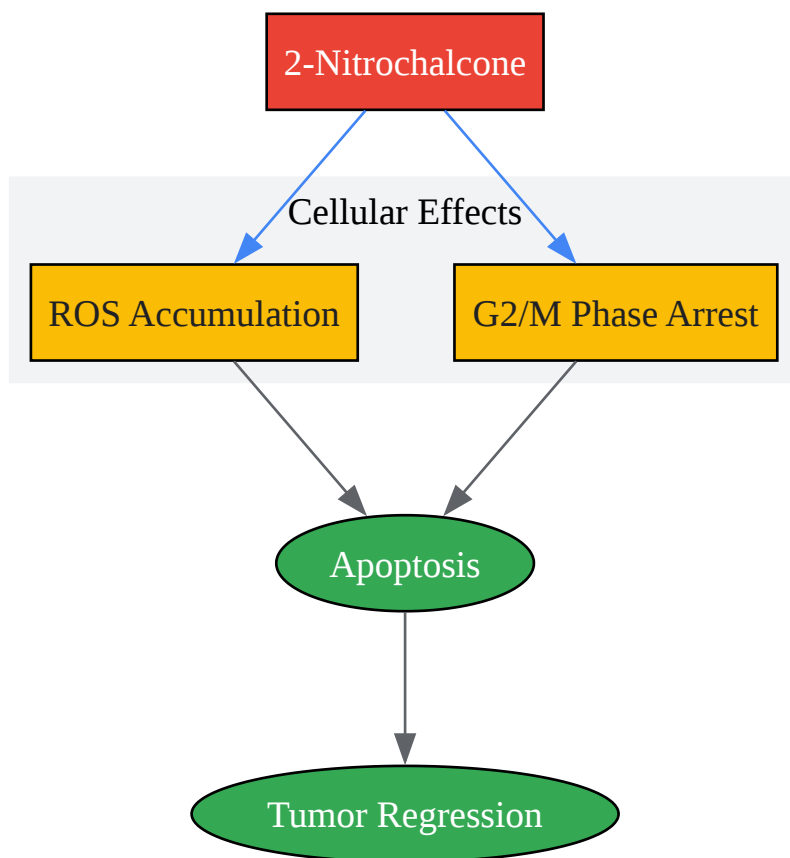 2-Nitrochalcone
Cellular Effects
ROS Accumulation
G2/M Phase Arrest
Apoptosis
Tumor Regression